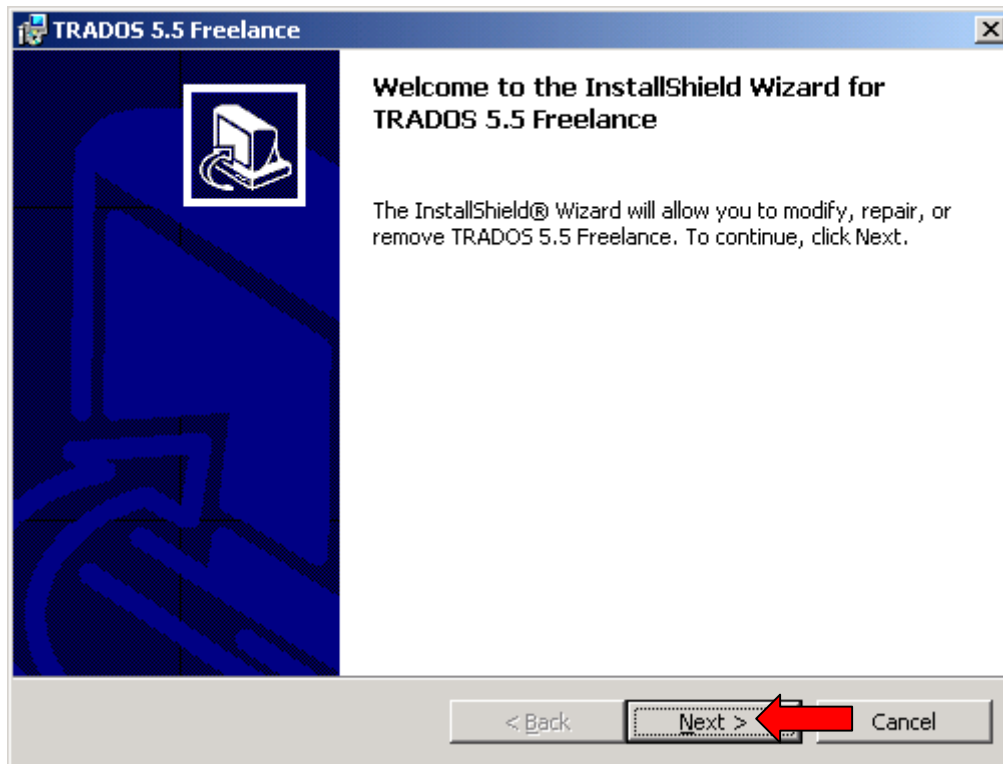 TRADOS 5.5 Freelance
Welcome to the InstallShield Wizard for
TRADOS 5.5 Freelance
The InstallShield® Wizard will allow you to modify, repair, or
remove TRADOS 5.5 Freelance. To continue, click Next.
< Back
Next >
Cancel